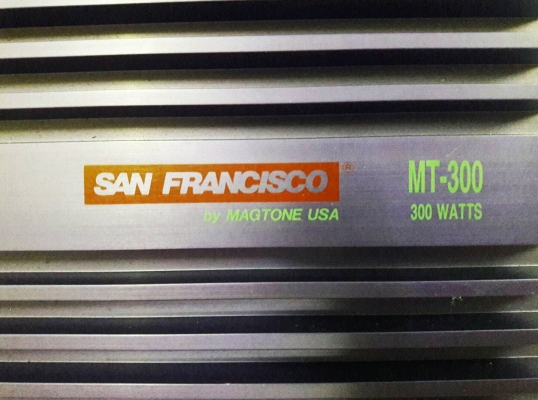 SAN FRANCISCO®
by MAGTONE USA
MT-300
300 WATTS